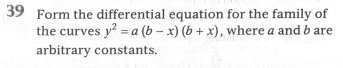 39 Form the differential equation for the family of
the curves y² = a (b – x) (b + x), where a and b are
arbitrary constants.